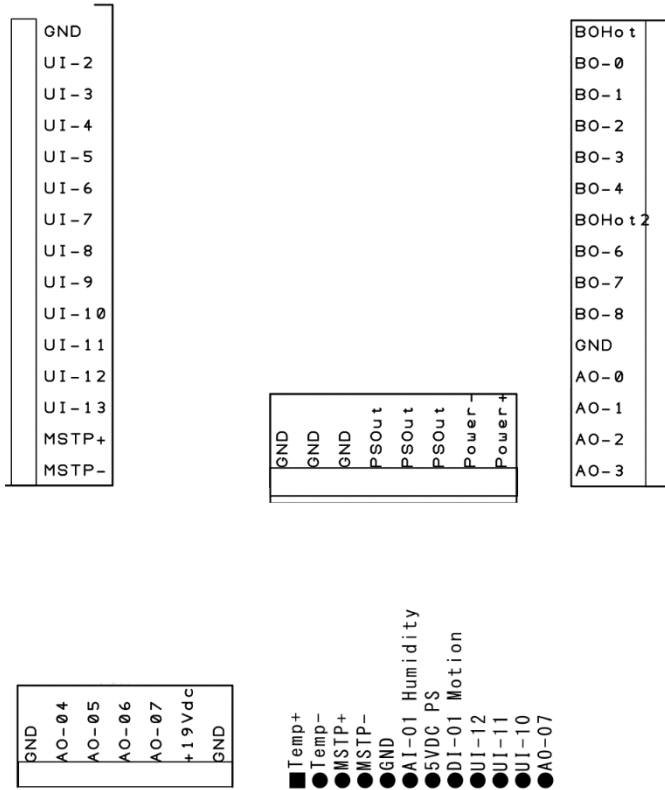 GND
UI-2
UI-3
UI-4
UI-5
UI-6
UI-7
UI-8
UI-9
UI-10
UI-11
UI-12
UI-13
MSTP+
MSTP-
GND
GND
GND
PSOut
PSOut
PSOut
Power-
Power+
BOHot
BO-0
BO-1
BO-2
BO-3
BO-4
BOHot2
BO-6
BO-7
BO-8
GND
AO-0
AO-1
AO-2
AO-3
GND
AO-04
AO-05
AO-06
AO-07
+19Vdc
GND
Temp+
Temp-
MSTP+
MSTP-
GND
AI-01 Humidity
5VDC PS
DI-01 Motion
UI-12
UI-11
UI-10
AO-07